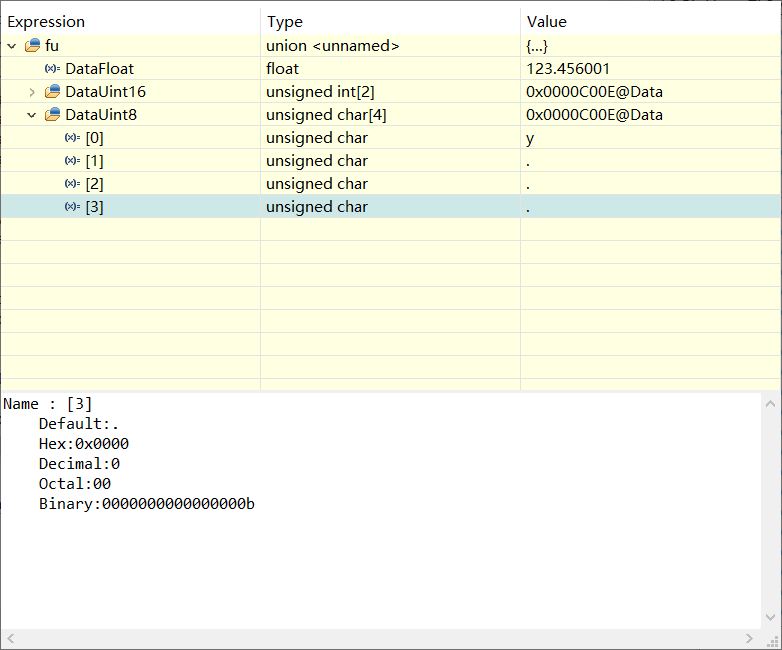 Expression Type Value
fu union <unnamed> {...}
(x)= DataFloat float 123.456001
DataUint16 unsigned int[2] 0x0000C00E@Data
DataUint8 unsigned char[4] 0x0000C00E@Data
(x)= [0] unsigned char y
(x)= [1] unsigned char .
(x)= [2] unsigned char .
(x)= [3] unsigned char .
Name : [3]
Default:.
Hex:0x0000
Decimal:0
Octal:00
Binary:0000000000000000b